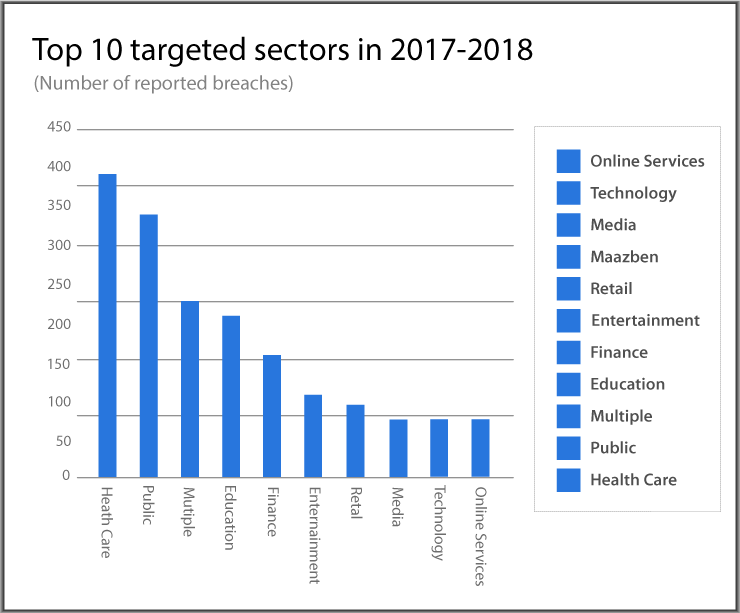 Top 10 targeted sectors in 2017-2018
(Number of reported breaches)
450
400
350
300
250
200
150
100
50
0
Heath Care
Public
Mutiple
Education
Finance
Enternainment
Retal
Media
Technology
Online Services
Online Services
Technology
Media
Maazben
Retail
Entertainment
Finance
Education
Multiple
Public
Health Care